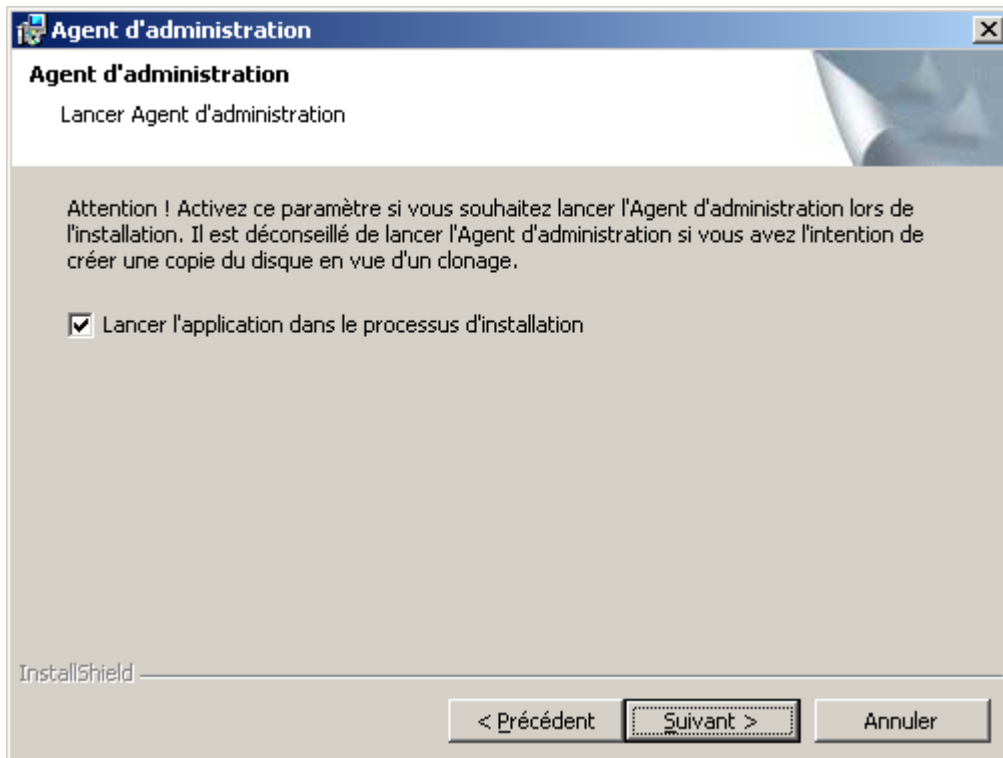 Agent d'administration
Agent d'administration
Lancer Agent d'administration
Attention ! Activez ce paramètre si vous souhaitez lancer l'Agent d'administration lors de
l'installation. Il est déconseillé de lancer l'Agent d'administration si vous avez l'intention de
créer une copie du disque en vue d'un clonage.
Lancer l'application dans le processus d'installation
InstallShield
< Précédent Suivant > Annuler